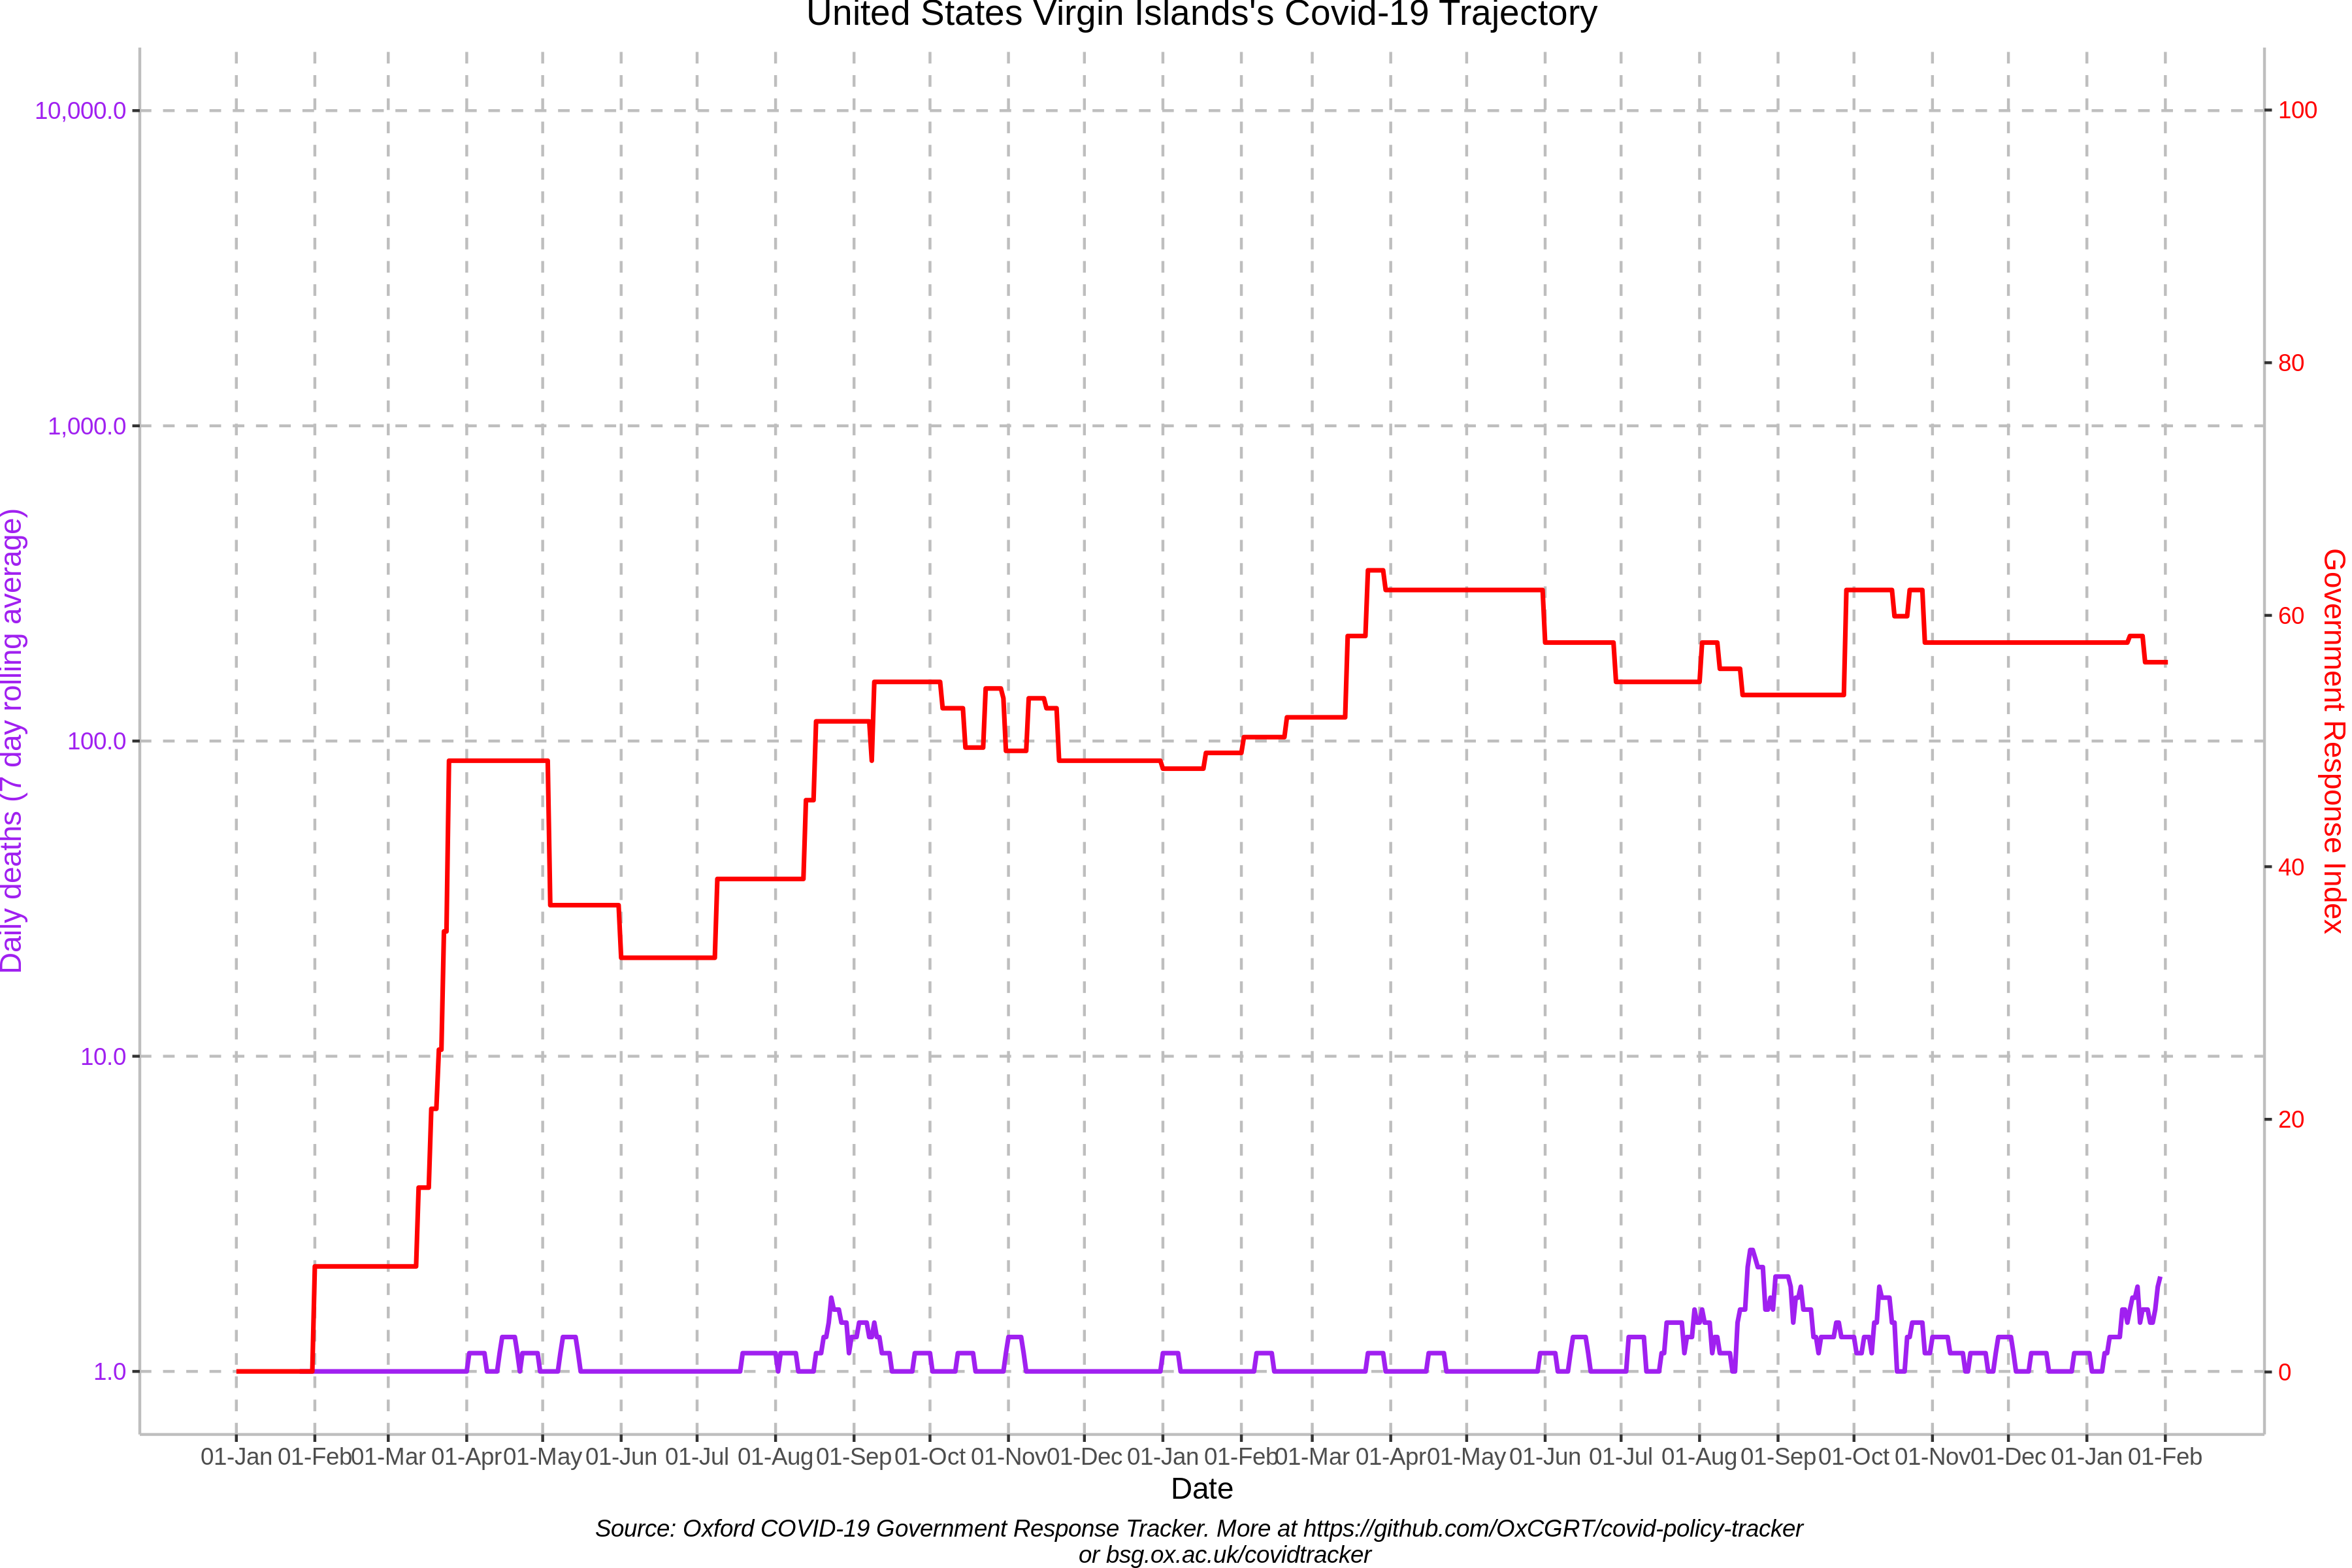 United States Virgin Islands's Covid-19 Trajectory
10,000.0
1,000.0
100.0
10.0
1.0
Daily deaths (7 day rolling average)
100
80
60
40
20
0
Government Response Index
01-Jan 01-Feb 01-Mar 01-Apr 01-May 01-Jun 01-Jul 01-Aug 01-Sep 01-Oct 01-Nov 01-Dec 01-Jan 01-Feb 01-Mar 01-Apr 01-May 01-Jun 01-Jul 01-Aug 01-Sep 01-Oct 01-Nov 01-Dec 01-Jan 01-Feb
Date
Source: Oxford COVID-19 Government Response Tracker. More at https://github.com/OxCGRT/covid-policy-tracker
or bsg.ox.ac.uk/covidtracker